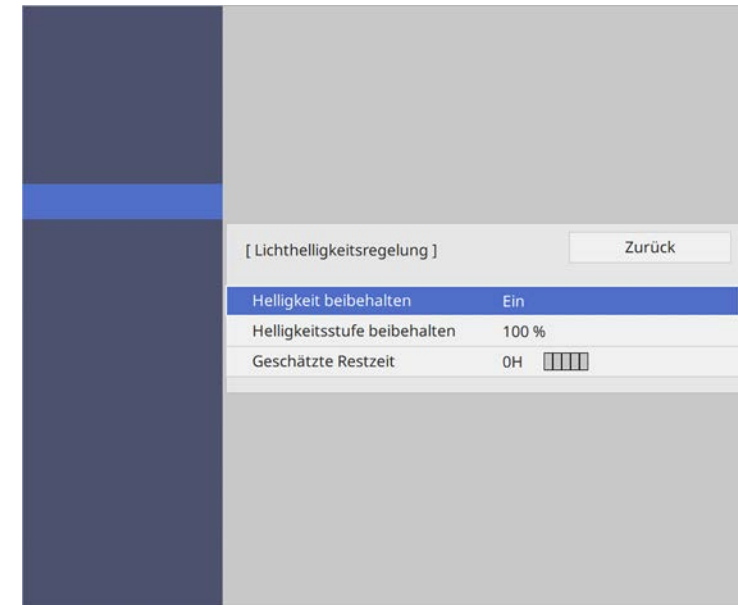 [ Lichthelligkeitsregelung ] Zurück
Helligkeit beibehalten Ein
Helligkeitsstufe beibehalten 100 %
Geschätzte Restzeit 0H